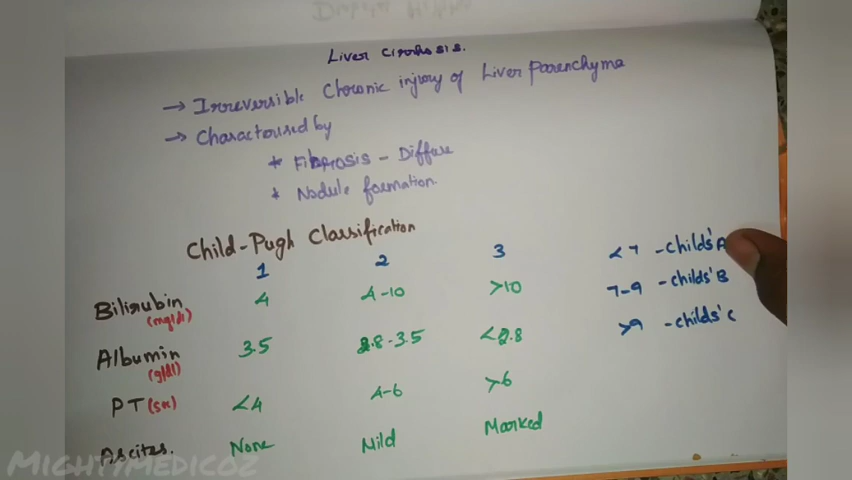 Liver Cirrhosis.
→ Irreversible Chronic injury of Liver Parenchyma
→ Characterised by
* Fibrosis - Diffuse
* Nodule formation
Child-Pugh Classification
1 2 3
Bilirubin (mg/dl) 4 4-10 >10
Albumin (g/dl) 3.5 2.8-3.5 <2.8
PT (sec) <4 4-6 >6
Ascites. None Mild Marked
<7 - Childs' A
7-9 - Childs' B
>9 - Childs' C
MIGHTYMEDICOZ